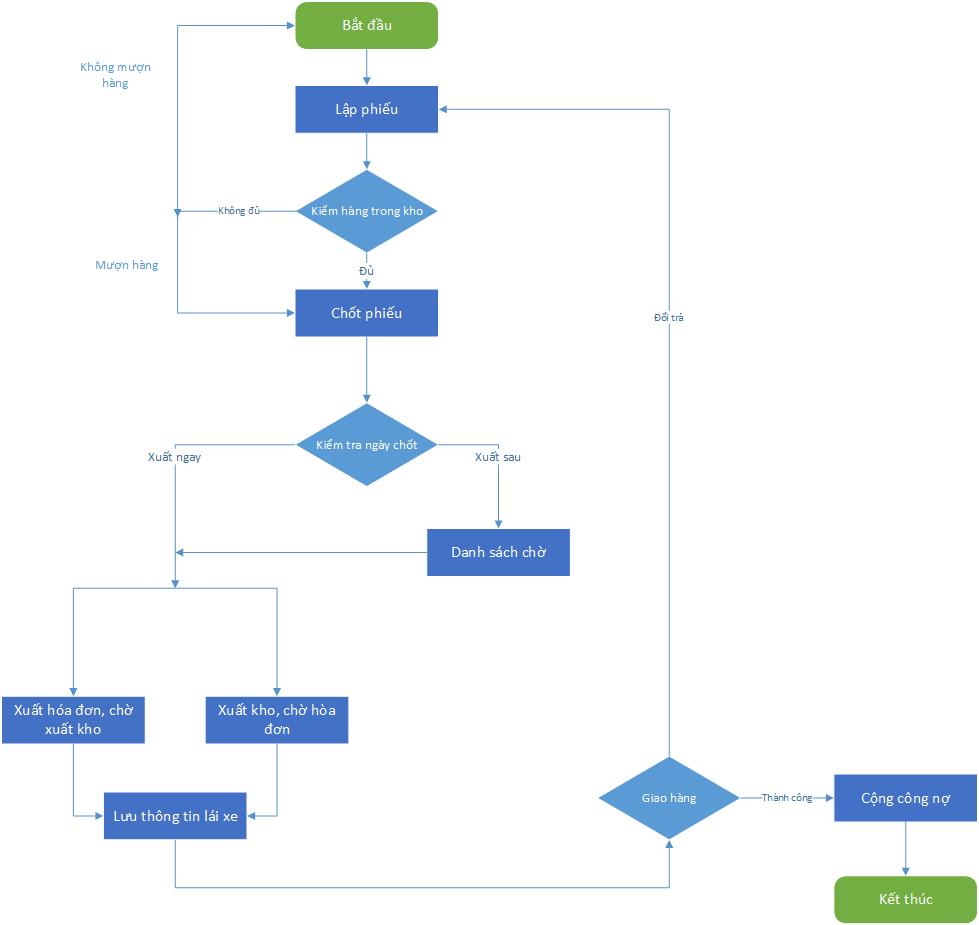 Bắt đầu
Không mượn
hàng
Lập phiếu
Kiểm hàng trong kho
Không đủ
Mượn hàng
Đủ
Chốt phiếu
Đổi trả
Kiểm tra ngày chốt
Xuất ngay
Xuất sau
Danh sách chờ
Xuất hóa đơn, chờ
xuất kho
Xuất kho, chờ hòa
đơn
Lưu thông tin lái xe
Giao hàng
Thành công
Cộng công nợ
Kết thúc